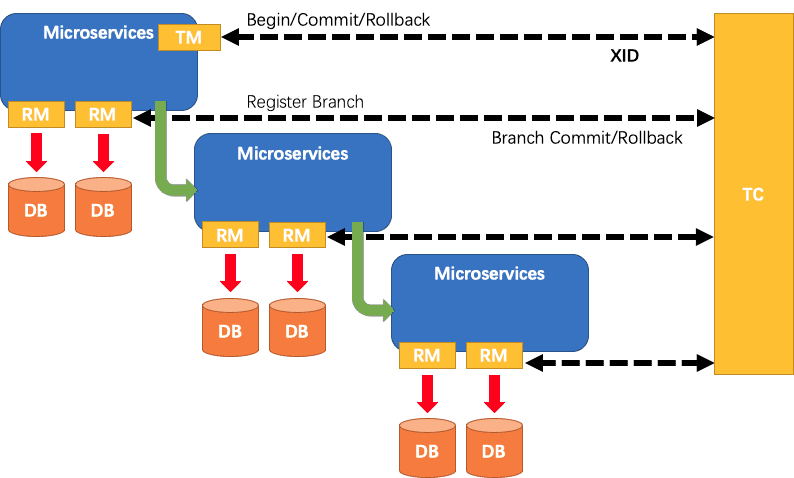 Begin/Commit/Rollback
Microservices
TM
XID
Register Branch
RM
RM
Branch Commit/Rollback
Microservices
TC
DB
DB
RM
RM
Microservices
DB
DB
RM
RM
DB
DB